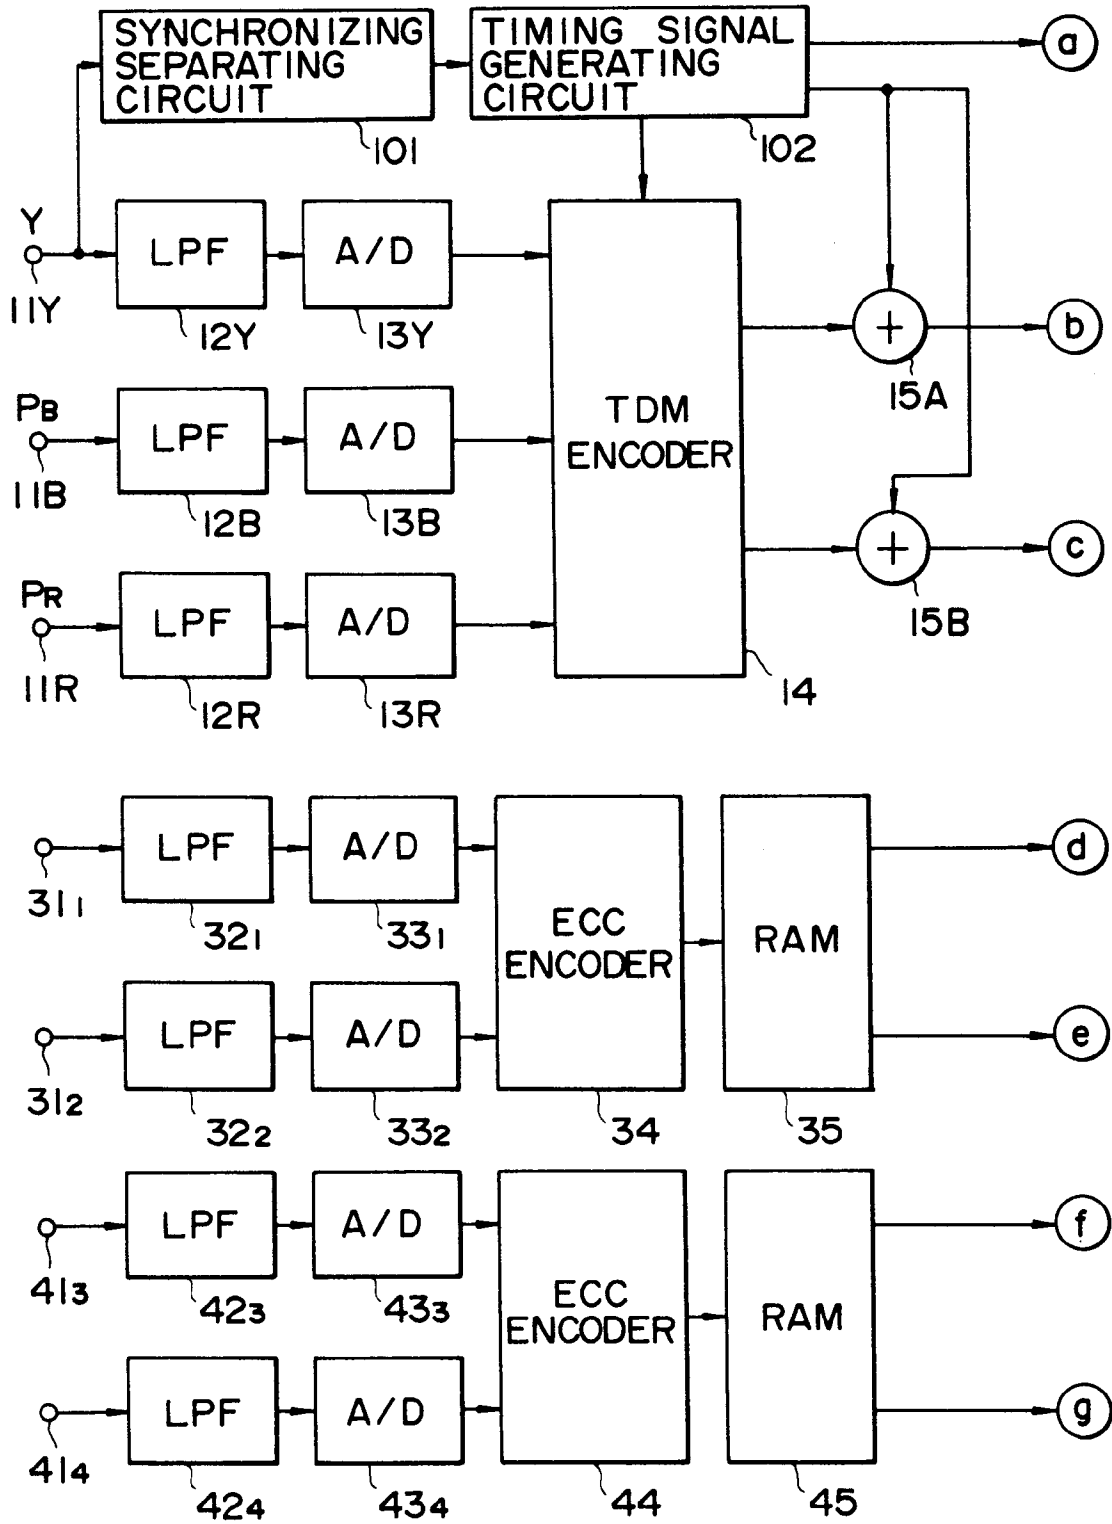 SYNCHRONIZING
SEPARATING
CIRCUIT
101
TIMING SIGNAL
GENERATING
CIRCUIT
102
a
Y
11Y
LPF
12Y
A/D
13Y
+
15A
b
PB
11B
LPF
12B
A/D
13B
TDM
ENCODER
14
+
15B
c
PR
11R
LPF
12R
A/D
13R
311
LPF
321
A/D
331
ECC
ENCODER
34
RAM
35
d
312
LPF
322
A/D
332
e
413
LPF
423
A/D
433
ECC
ENCODER
44
RAM
45
f
414
LPF
424
A/D
434
g